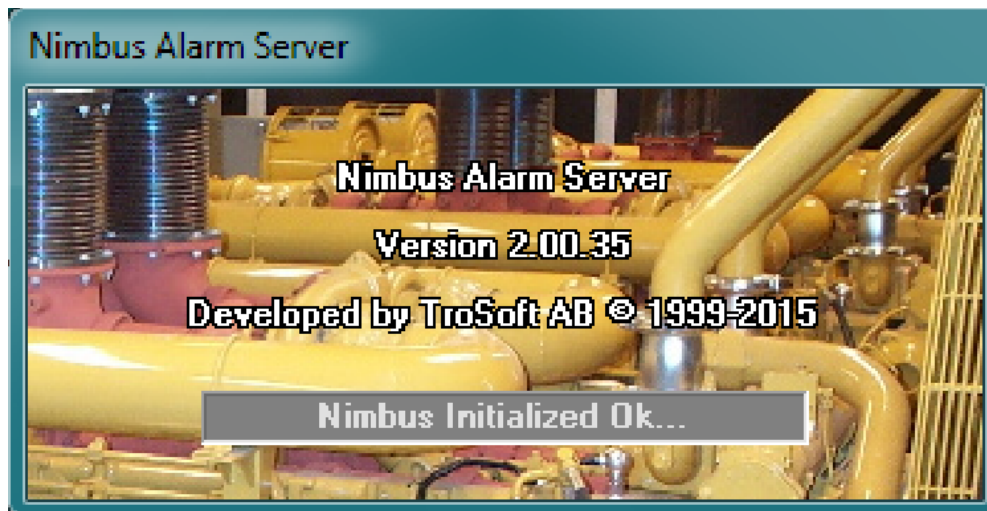 Nimbus Alarm Server
Nimbus Alarm Server
Version 2.00.35
Developed by TroSoft AB © 1999-2015
Nimbus Initialized Ok...